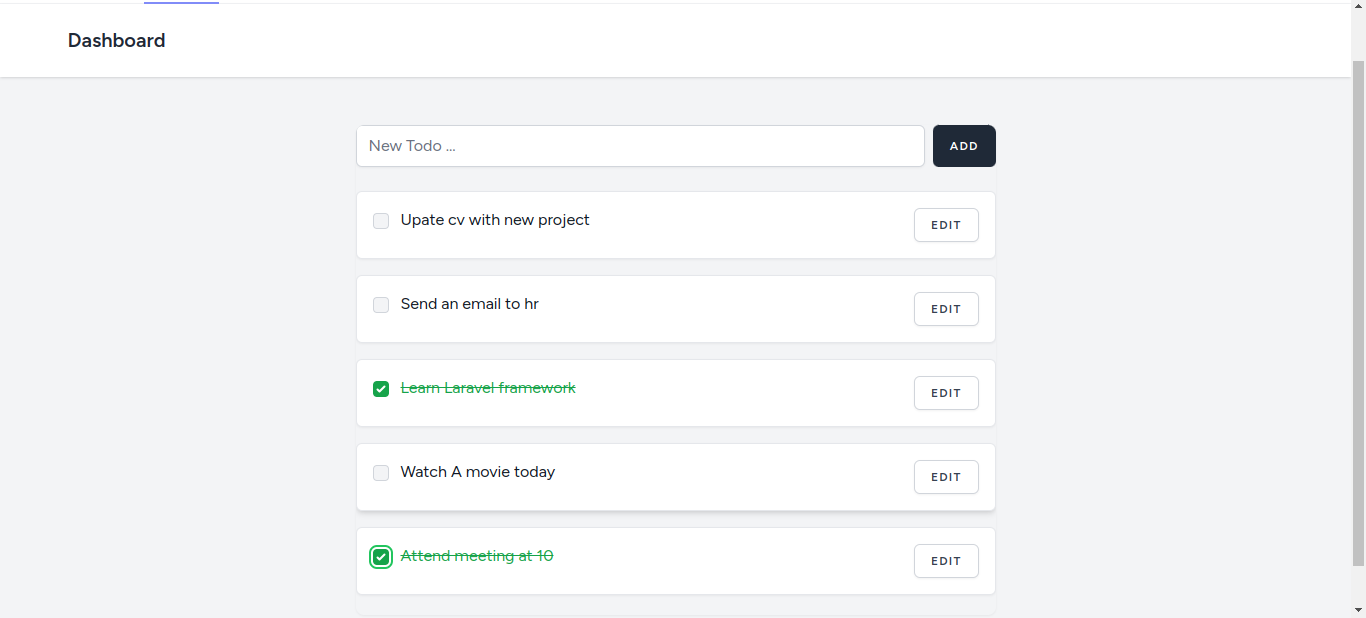 Dashboard
New Todo ...
ADD
Upate cv with new project
EDIT
Send an email to hr
EDIT
Learn Laravel framework
EDIT
Watch A movie today
EDIT
Attend meeting at 10
EDIT